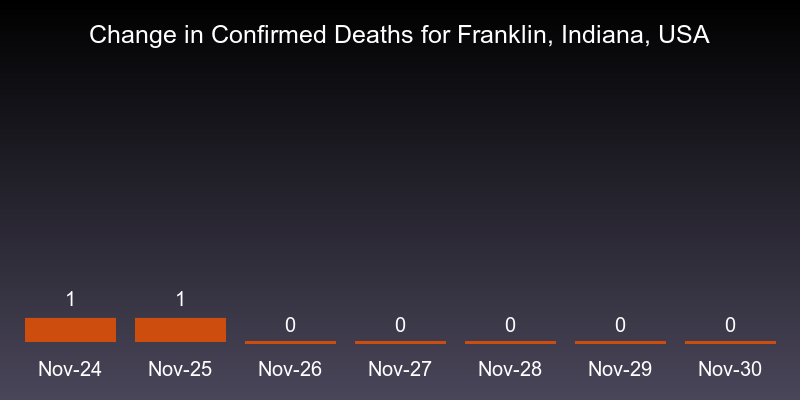 Change in Confirmed Deaths for Franklin, Indiana, USA
1 1 0 0 0 0 0
Nov-24 Nov-25 Nov-26 Nov-27 Nov-28 Nov-29 Nov-30